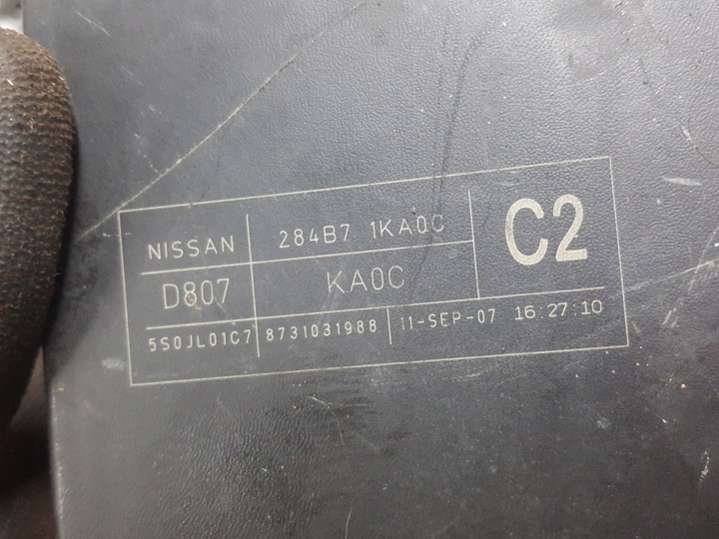 NISSAN 284B7 1KA0C C2
D807 KA0C
5S0JL01C7 8731031988 11-SEP-07 16:27:10